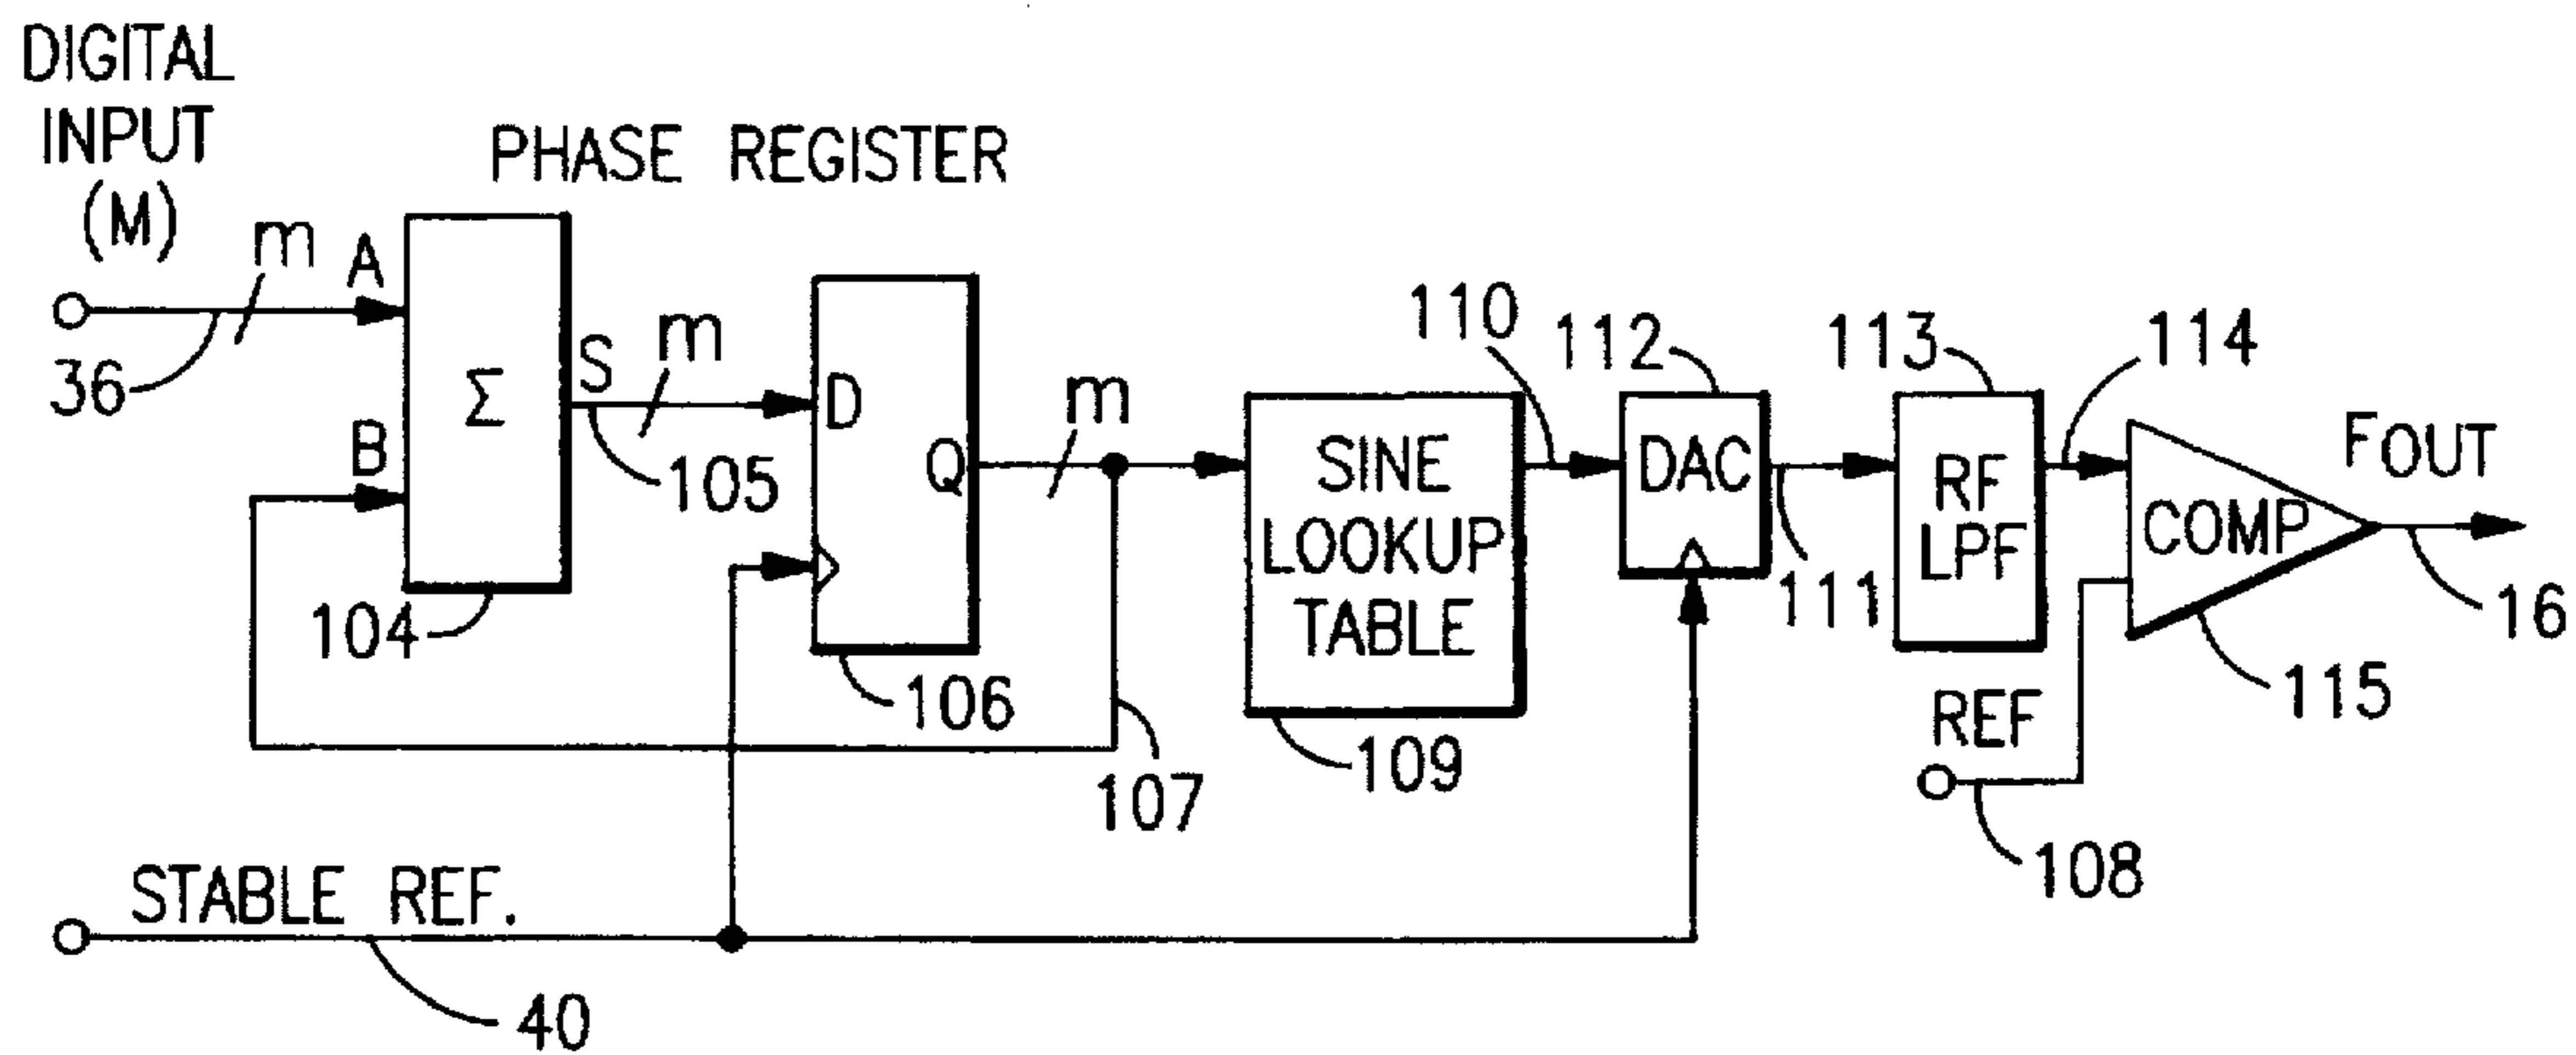 DIGITAL
INPUT
(M)
PHASE REGISTER
m
A
36
Σ
S
m
B
104
105
D
Q
m
106
107
SINE
LOOKUP
TABLE
109
110
112
DAC
111
113
RF
LPF
114
COMP
FOUT
16
115
REF
108
STABLE REF.
40